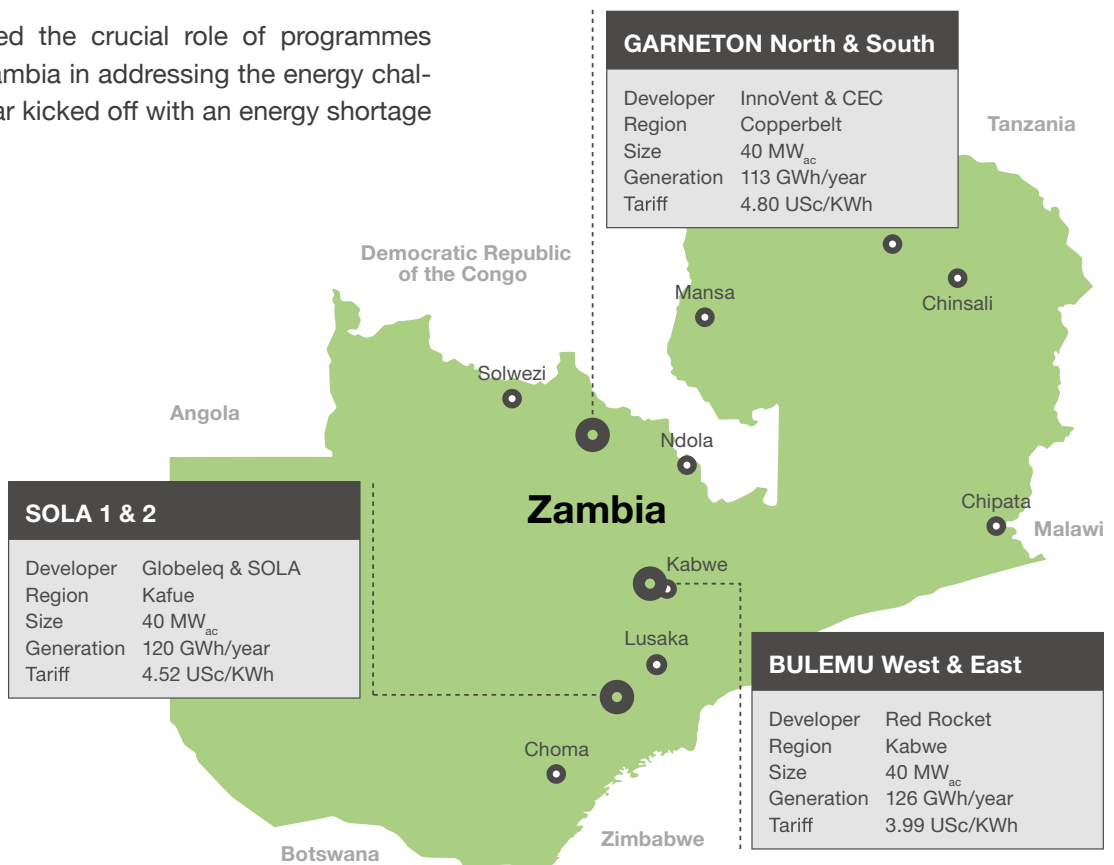 ed the crucial role of programmes
ambia in addressing the energy chal-
ar kicked off with an energy shortage
GARNETON North & South
Developer InnoVent & CEC
Region Copperbelt
Size 40 MWac
Generation 113 GWh/year
Tariff 4.80 USc/KWh
Tanzania
Democratic Republic
of the Congo
Mansa
Chinsali
Solwezi
Angola
Ndola
Zambia
Chipata
Malawi
SOLA 1 & 2
Developer Globeleq & SOLA
Region Kafue
Size 40 MWac
Generation 120 GWh/year
Tariff 4.52 USc/KWh
Kabwe
Lusaka
BULEMU West & East
Developer Red Rocket
Region Kabwe
Size 40 MWac
Generation 126 GWh/year
Tariff 3.99 USc/KWh
Choma
Zimbabwe
Botswana